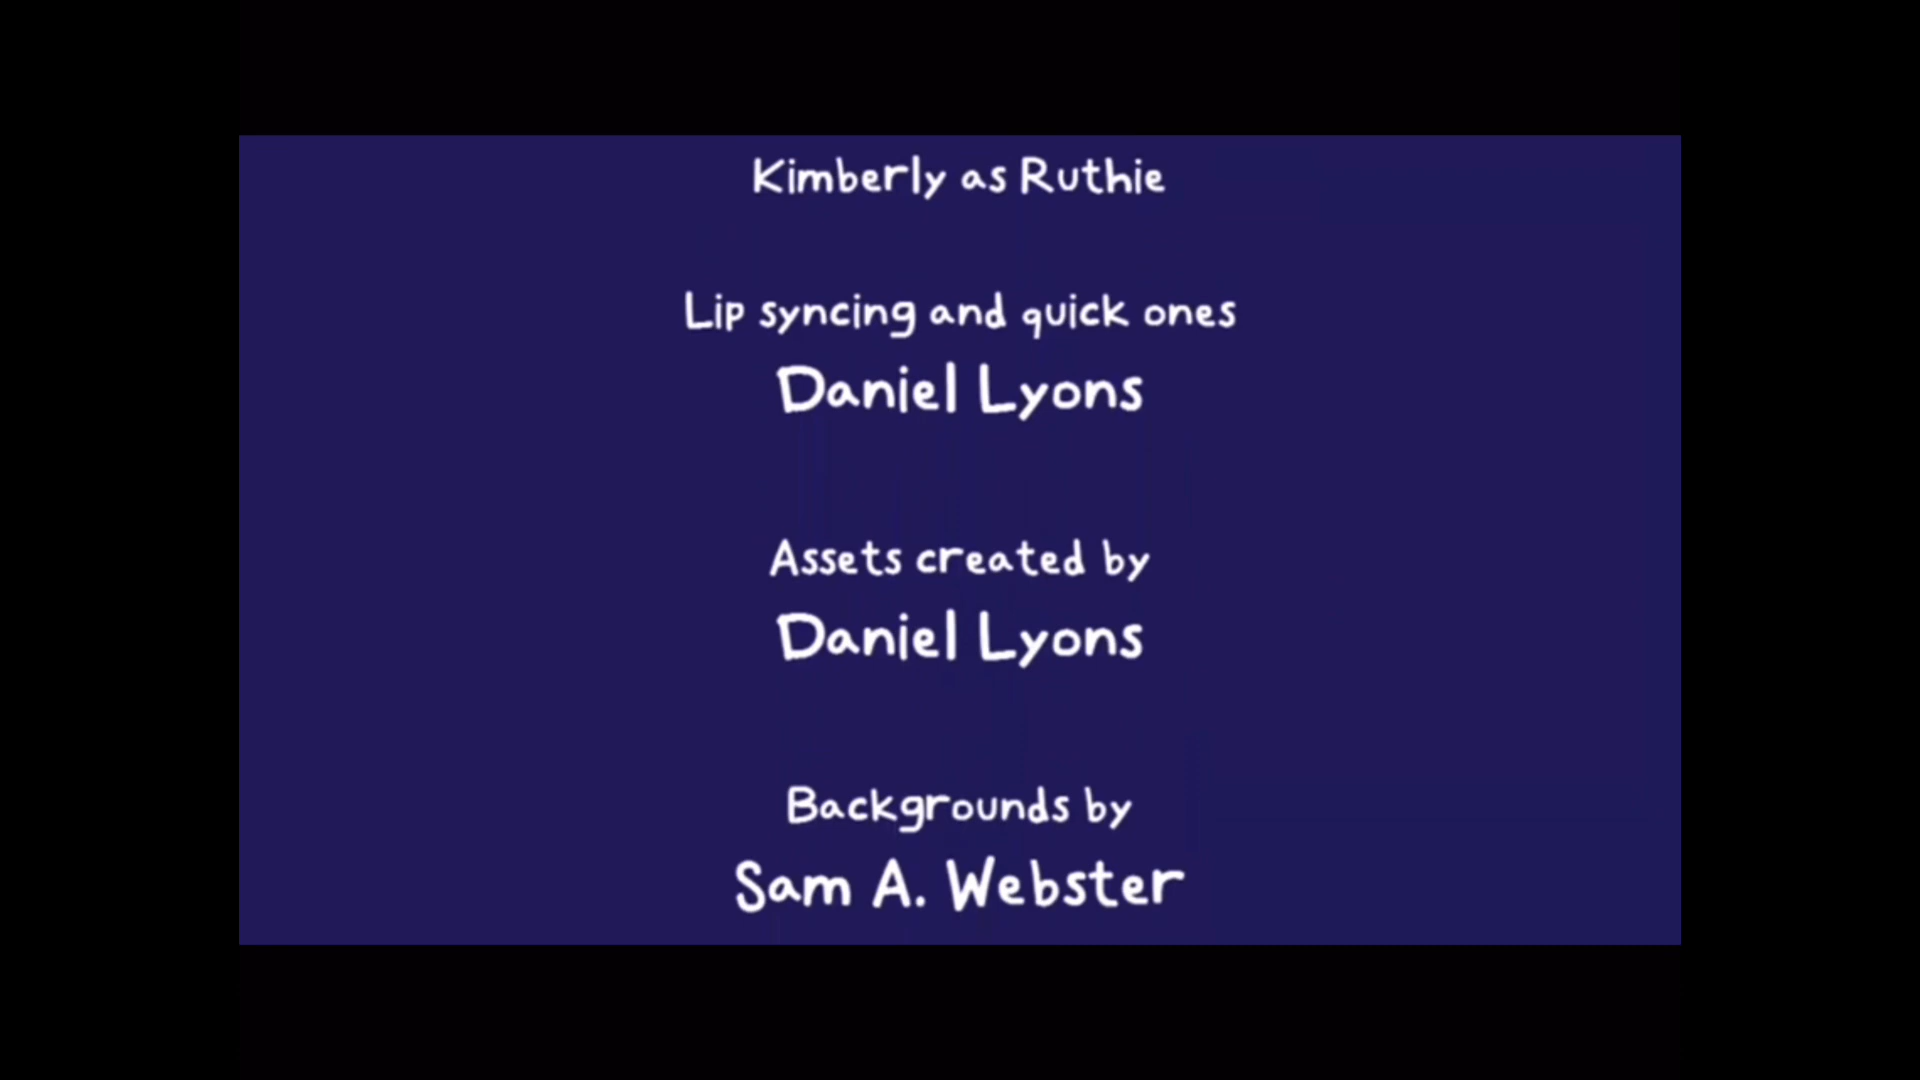 Kimberly as Ruthie
Lip syncing and quick ones
Daniel Lyons
Assets created by
Daniel Lyons
Backgrounds by
Sam A. Webster